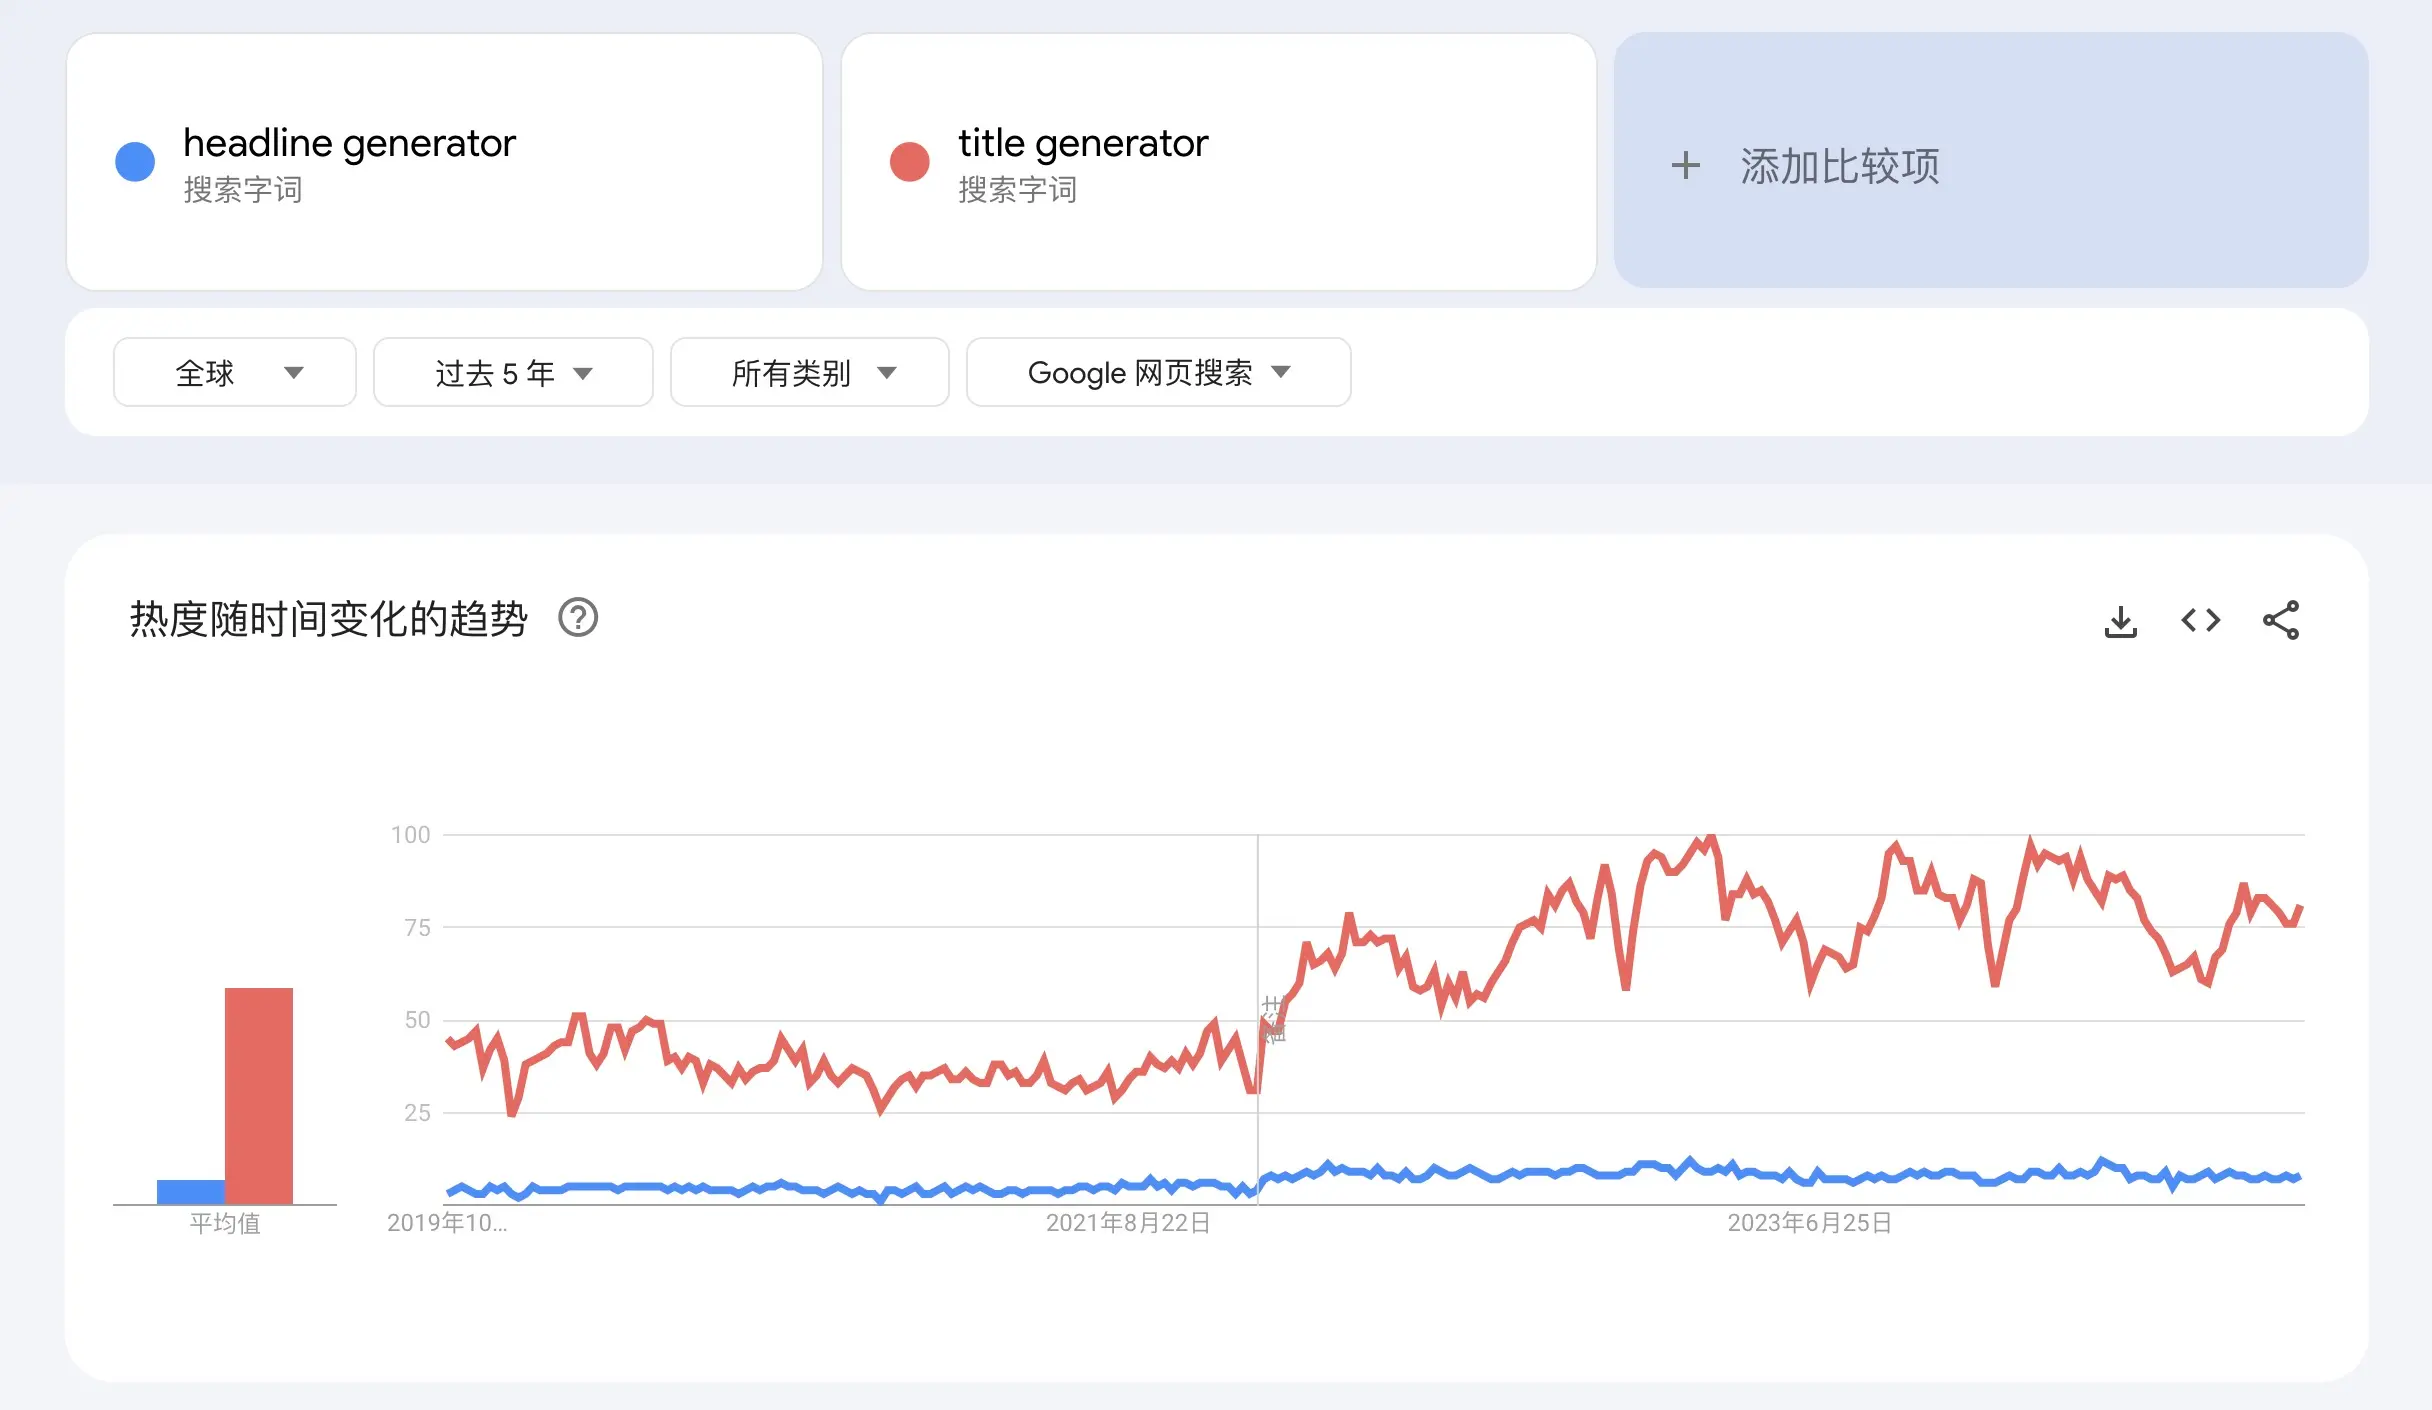 headline generator
搜索字词
title generator
搜索字词
+ 添加比较项
全球
过去 5 年
所有类别
Google 网页搜索
热度随时间变化的趋势
100
75
50
25
备注
平均值
2019年10...
2021年8月22日
2023年6月25日